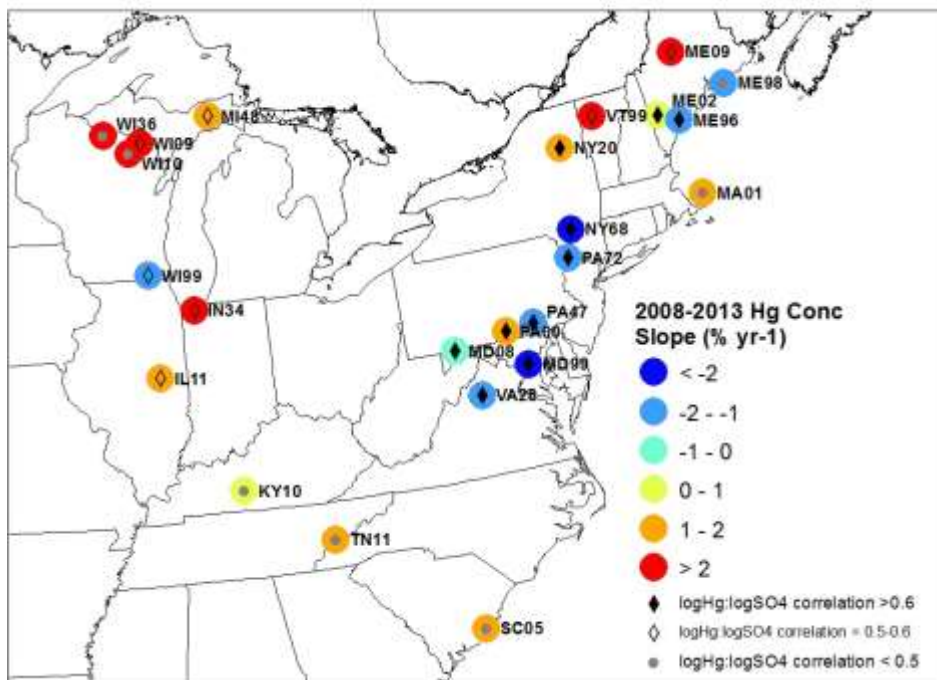 ME09
ME98
ME02
ME96
VT99
NY20
MI48
WI36
WI09
WI10
MA01
NY68
PA72
WI99
IN34
PA47
PA00
MD08
MD99
VA28
IL11
KY10
TN11
SC05
2008-2013 Hg Conc
Slope (% yr-1)
< -2
-2 - -1
-1 - 0
0 - 1
1 - 2
> 2
logHg:logSO4 correlation >0.6
logHg:logSO4 correlation = 0.5-0.6
logHg:logSO4 correlation < 0.5